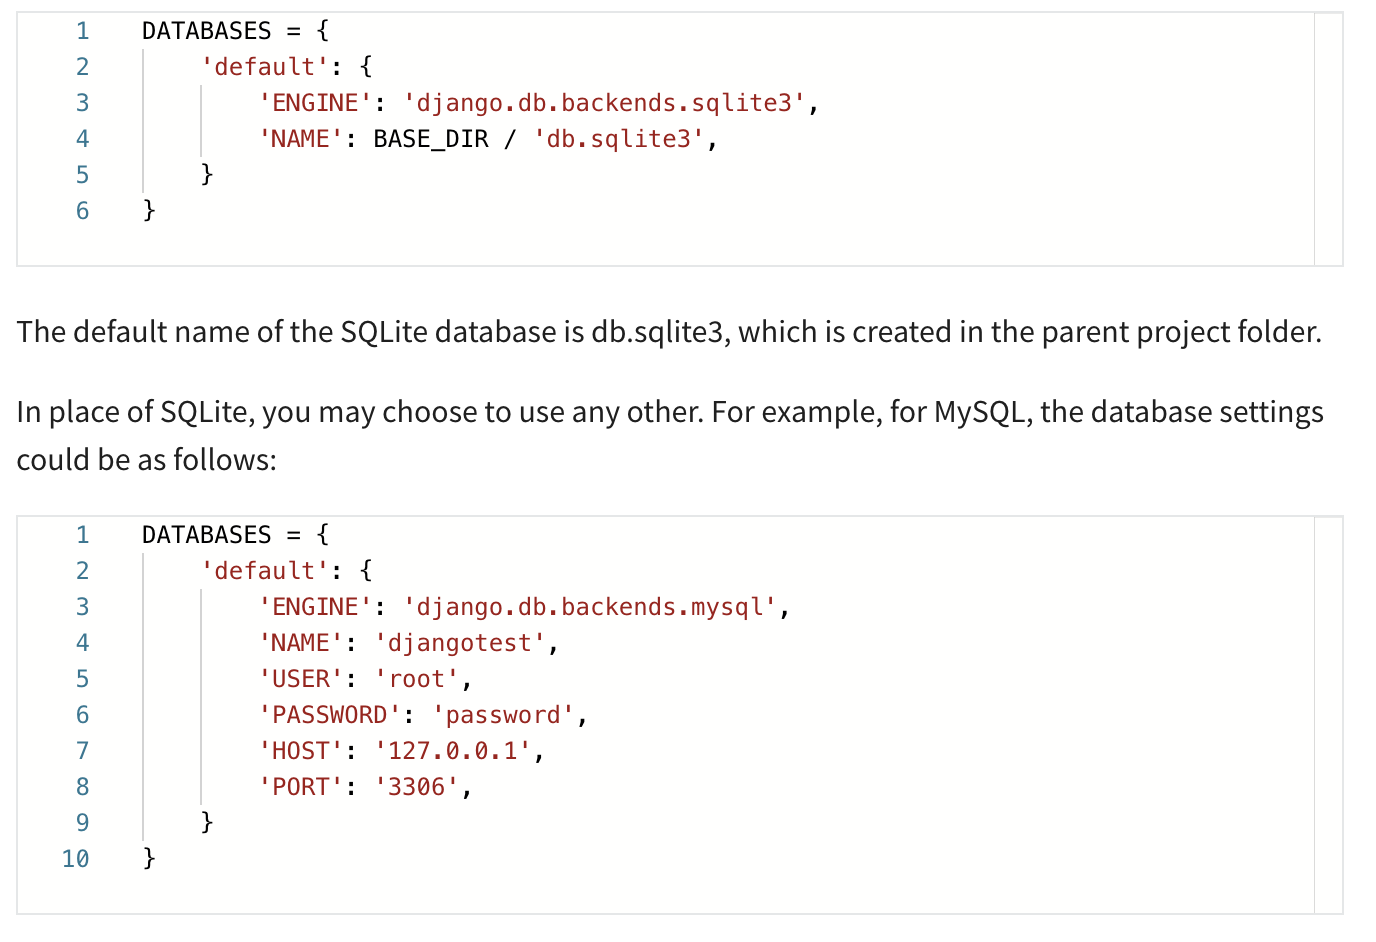 1 DATABASES = {
2 'default': {
3 'ENGINE': 'django.db.backends.sqlite3',
4 'NAME': BASE_DIR / 'db.sqlite3',
5 }
6 }
The default name of the SQLite database is db.sqlite3, which is created in the parent project folder.
In place of SQLite, you may choose to use any other. For example, for MySQL, the database settings
could be as follows:
1 DATABASES = {
2 'default': {
3 'ENGINE': 'django.db.backends.mysql',
4 'NAME': 'djangotest',
5 'USER': 'root',
6 'PASSWORD': 'password',
7 'HOST': '127.0.0.1',
8 'PORT': '3306',
9 }
10 }